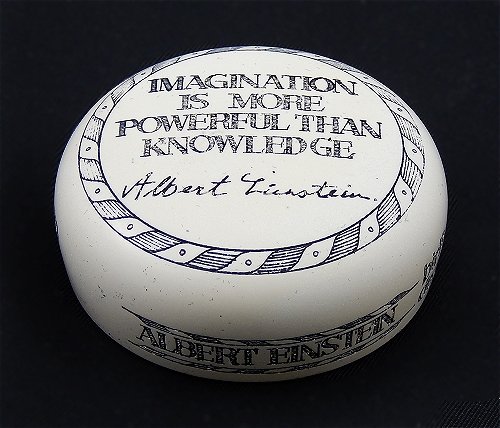 IMAGINATION
IS MORE
POWERFUL THAN
KNOWLEDGE
Albert Einstein
ALBERT EINSTEIN